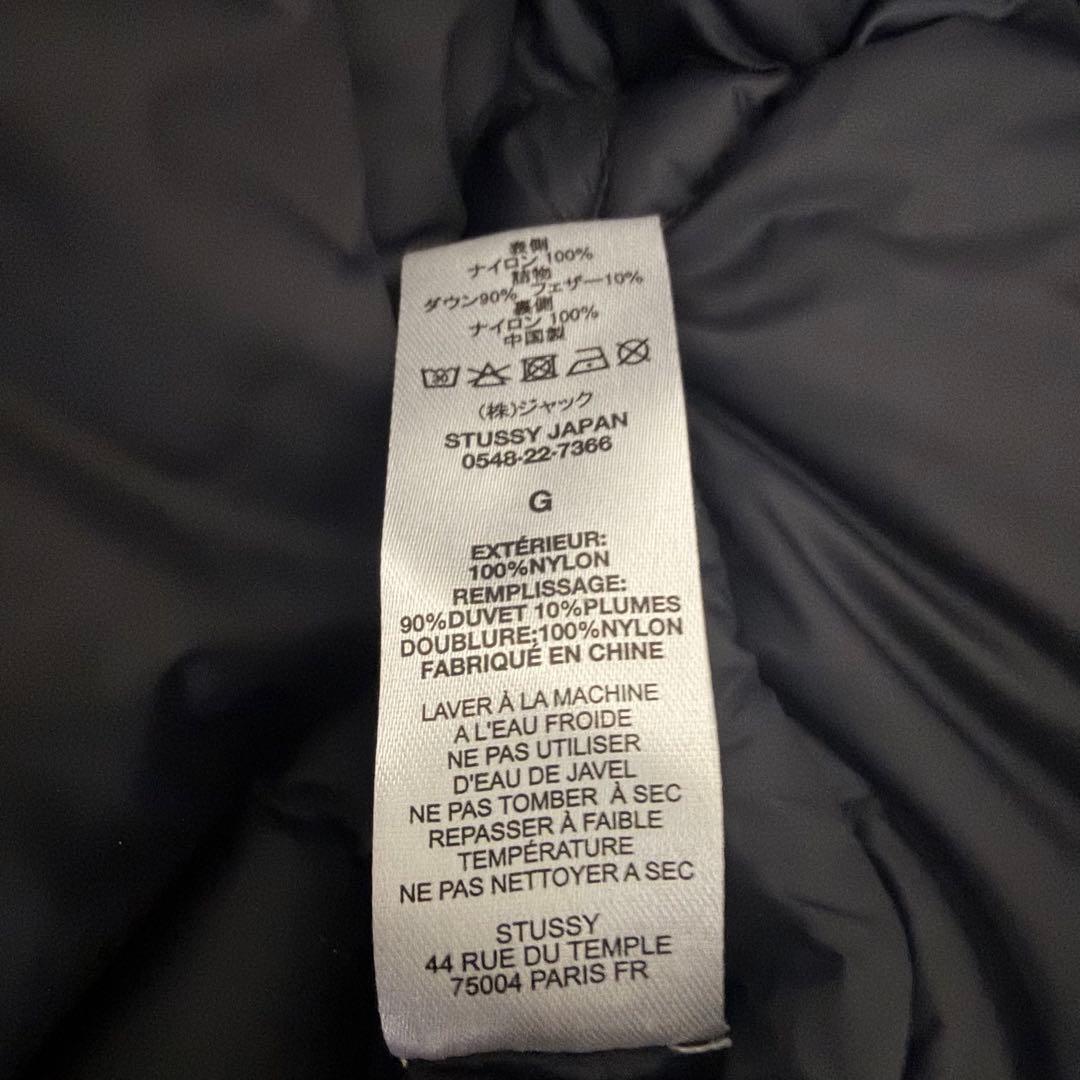 表側
ナイロン 100%
詰物
ダウン90% フェザー10%
裏側
ナイロン 100%
中国製
30
(株)ジャック
STUSSY JAPAN
0548-22-7366
G
EXTÉRIEUR:
100%NYLON
REMPLISSAGE:
90%DUVET 10%PLUMES
DOUBLURE;100%NYLON
FABRIQUÉ EN CHINE
LAVER À LA MACHINE
A L'EAU FROIDE
NE PAS UTILISER
D'EAU DE JAVEL
NE PAS TOMBER À SEC
REPASSER À FAIBLE
TEMPÉRATURE
NE PAS NETTOYER A SEC
STUSSY
44 RUE DU TEMPLE
75004 PARIS FR